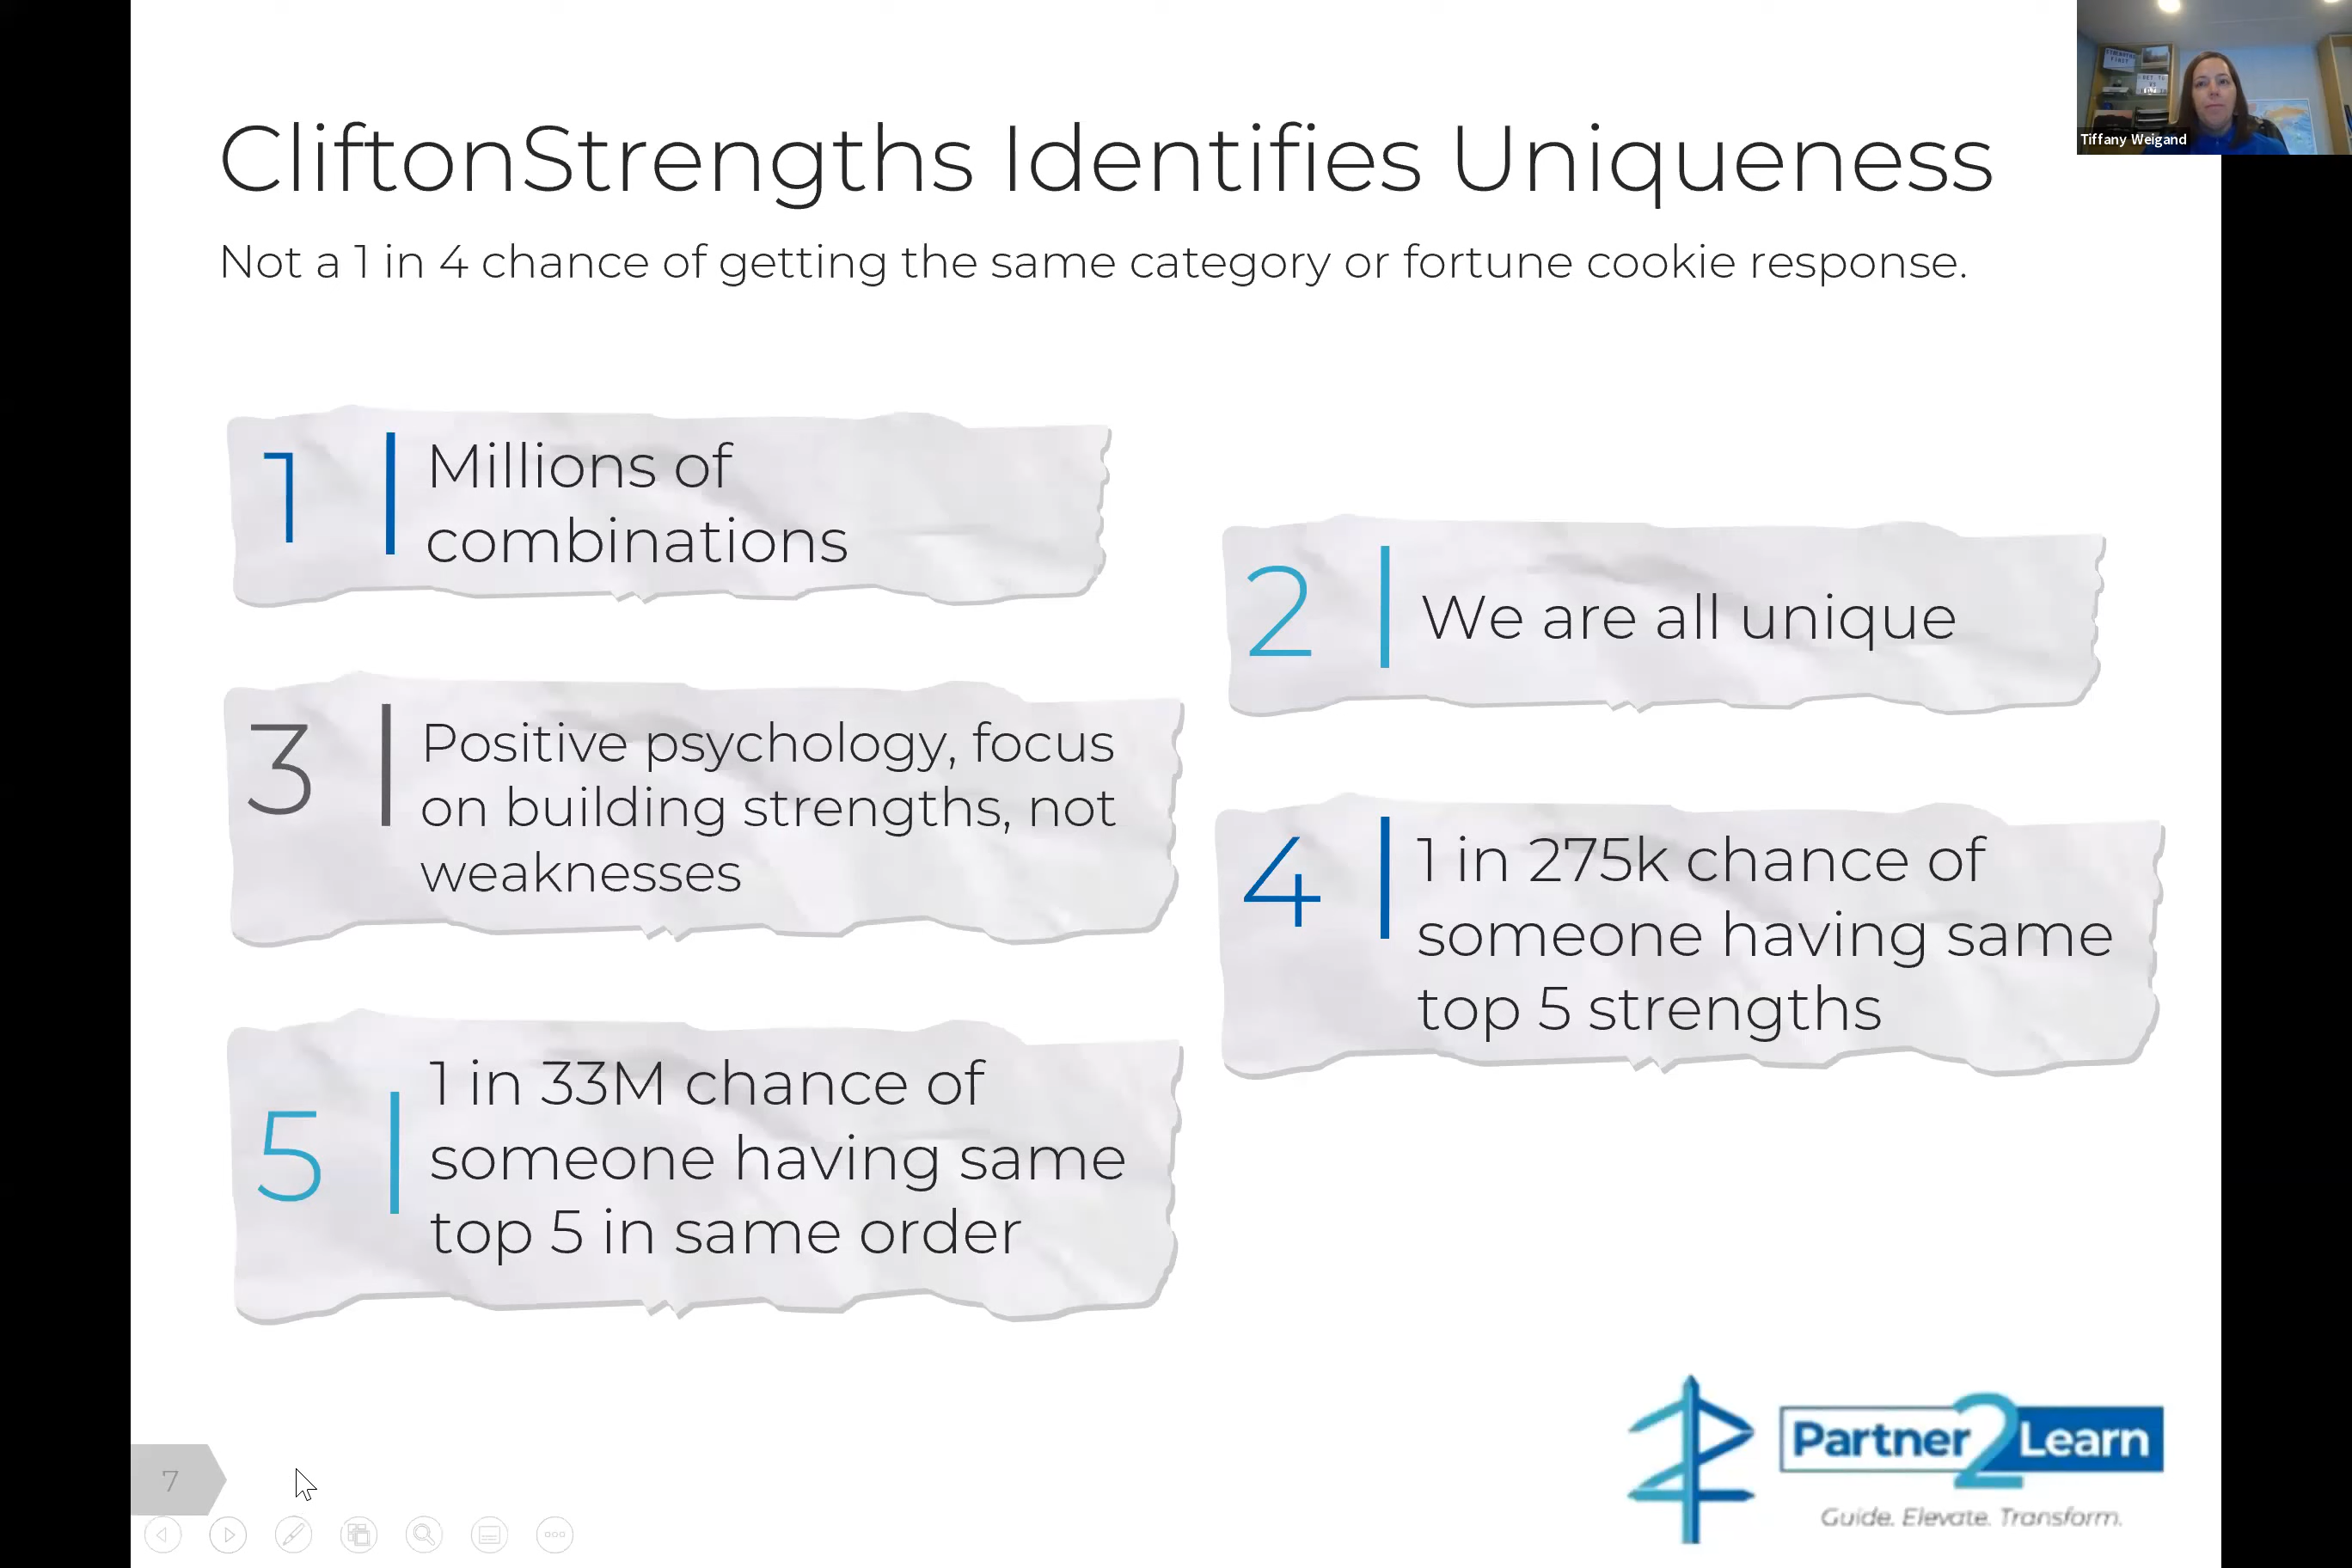 CliftonStrengths Identifies Uniqueness
Not a 1 in 4 chance of getting the same category or fortune cookie response.
1
Millions of
combinations
2
We are all unique
3
Positive psychology, focus
on building strengths, not
weaknesses
4
1 in 275k chance of
someone having same
top 5 strengths
5
1 in 33M chance of
someone having same
top 5 in same order
7
Partner2Learn
Guide. Elevate. Transform.
Tiffany Weigand